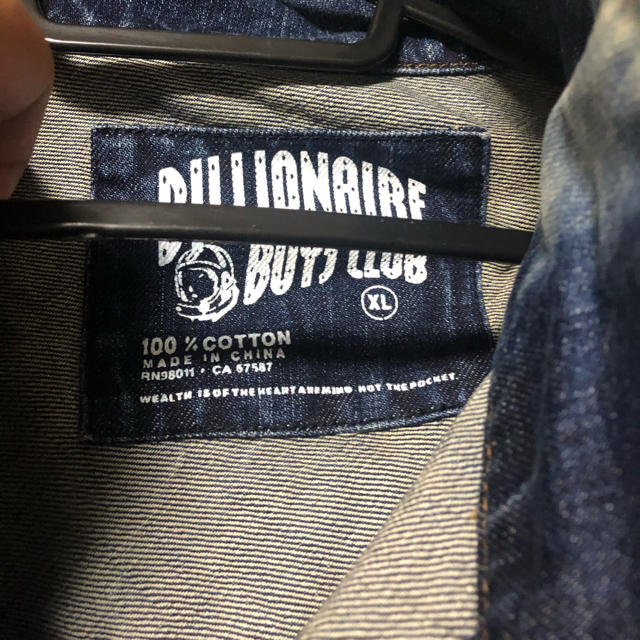 BILLIONAIRE
BOYS CLUB
XL
100 % COTTON
MADE IN CHINA
RN98011 · CA 57587
WEALTH IS OF THE HEART AND MIND NOT THE POCKET.